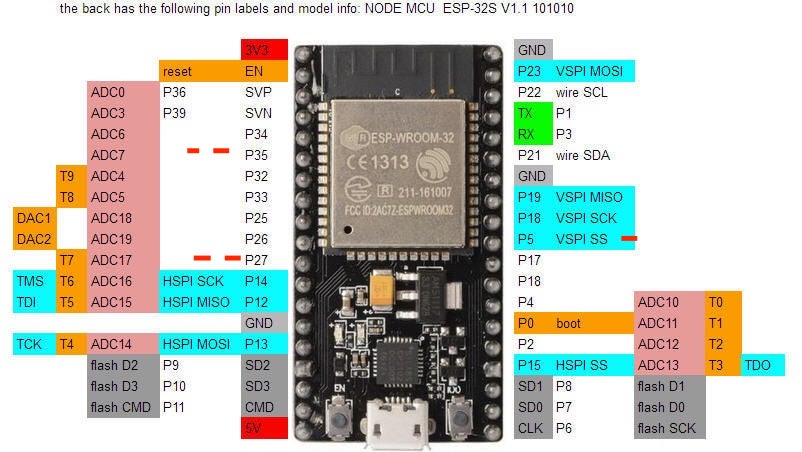 the back has the following pin labels and model info: NODE MCU ESP-32S V1.1 101010
3V3 GND
reset EN P23 VSPI MOSI
ADC0 P36 SVP P22 wire SCL
ADC3 P39 SVN TX P1
ADC6 P34 RX P3
ADC7 P35 P21 wire SDA
T9 ADC4 P32 GND
T8 ADC5 P33 P19 VSPI MISO
DAC1 ADC18 P25 P18 VSPI SCK
DAC2 ADC19 P26 P5 VSPI SS
T7 ADC17 P27 P17
TMS T6 ADC16 HSPI SCK P14 P18
TDI T5 ADC15 HSPI MISO P12 P4 ADC10 T0
GND P0 boot ADC11 T1
TCK T4 ADC14 HSPI MOSI P13 P2 ADC12 T2
flash D2 P9 SD2 P15 HSPI SS ADC13 T3 TDO
flash D3 P10 SD3 SD1 P8 flash D1
flash CMD P11 CMD SD0 P7 flash D0
5V CLK P6 flash SCK
ESP-WROOM-32
CE1313
R 211-161007
FCC ID:2AC7Z-ESPWROOM32
EN